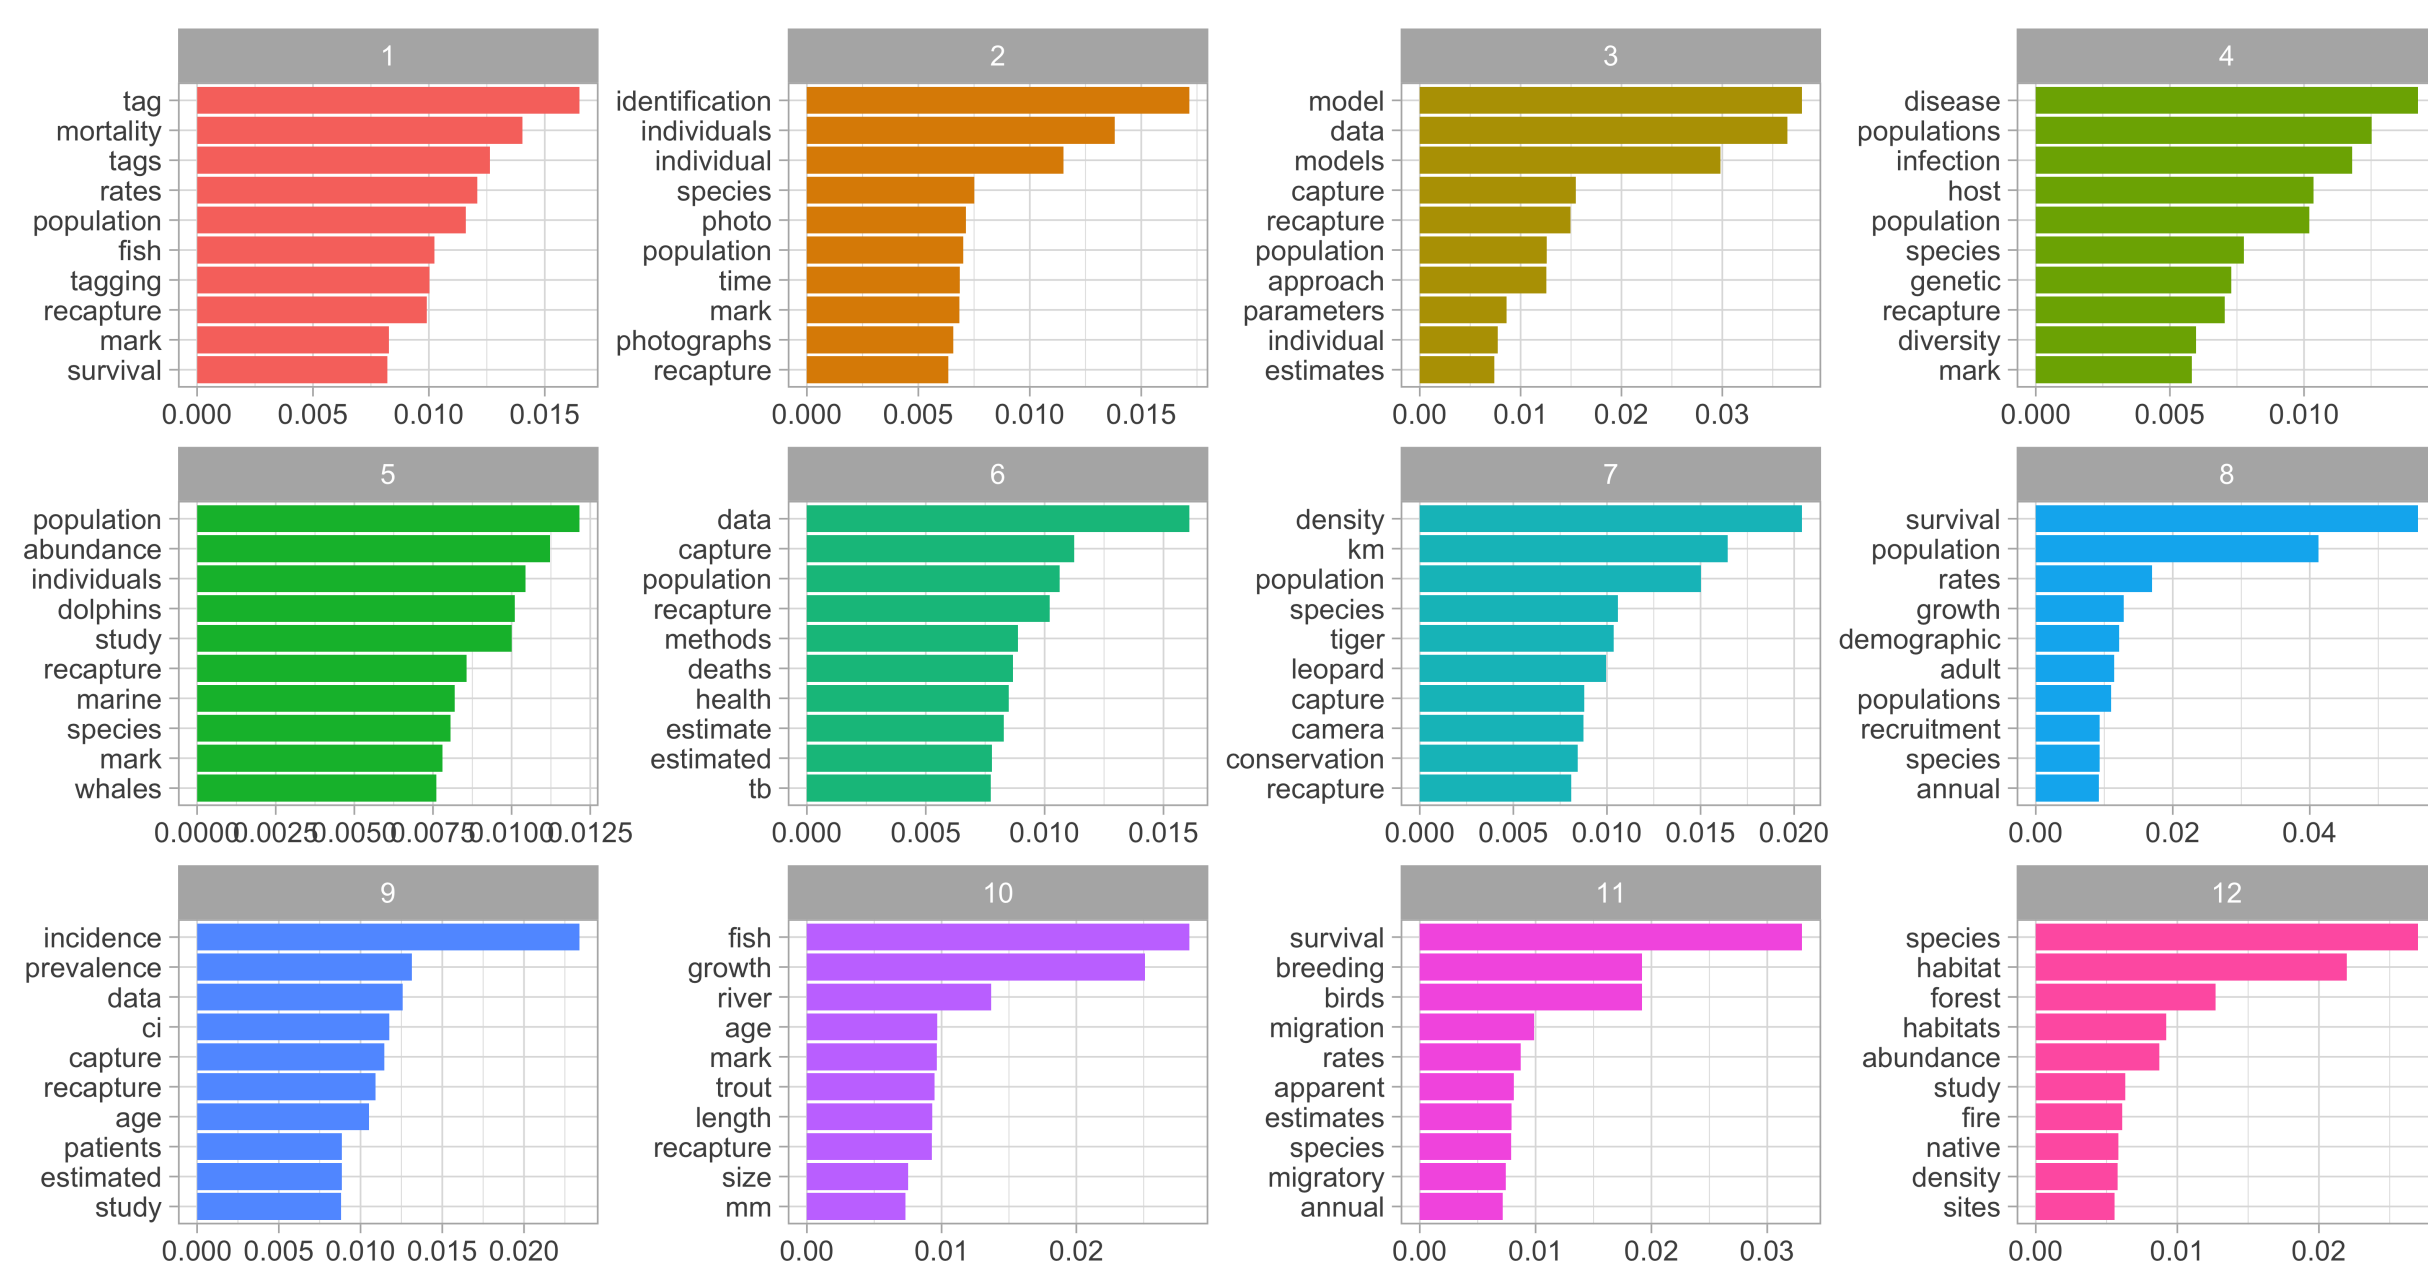 1
tag
mortality
tags
rates
population
fish
tagging
recapture
mark
survival
0.000 0.005 0.010 0.015
2
identification
individuals
individual
species
photo
population
time
mark
photographs
recapture
0.000 0.005 0.010 0.015
3
model
data
models
capture
recapture
population
approach
parameters
individual
estimates
0.00 0.01 0.02 0.03
4
disease
populations
infection
host
population
species
genetic
recapture
diversity
mark
0.000 0.005 0.010
5
population
abundance
individuals
dolphins
study
recapture
marine
species
mark
whales
0.0000 0.0025 0.0050 0.0075 0.0100 0.0125
6
data
capture
population
recapture
methods
deaths
health
estimate
estimated
tb
0.000 0.005 0.010 0.015
7
density
km
population
species
tiger
leopard
capture
camera
conservation
recapture
0.000 0.005 0.010 0.015 0.020
8
survival
population
rates
growth
demographic
adult
populations
recruitment
species
annual
0.00 0.02 0.04
9
incidence
prevalence
data
ci
capture
recapture
age
patients
estimated
study
0.000 0.005 0.010 0.015 0.020
10
fish
growth
river
age
mark
trout
length
recapture
size
mm
0.00 0.01 0.02
11
survival
breeding
birds
migration
rates
apparent
estimates
species
migratory
annual
0.00 0.01 0.02 0.03
12
species
habitat
forest
habitats
abundance
study
fire
native
density
sites
0.00 0.01 0.02